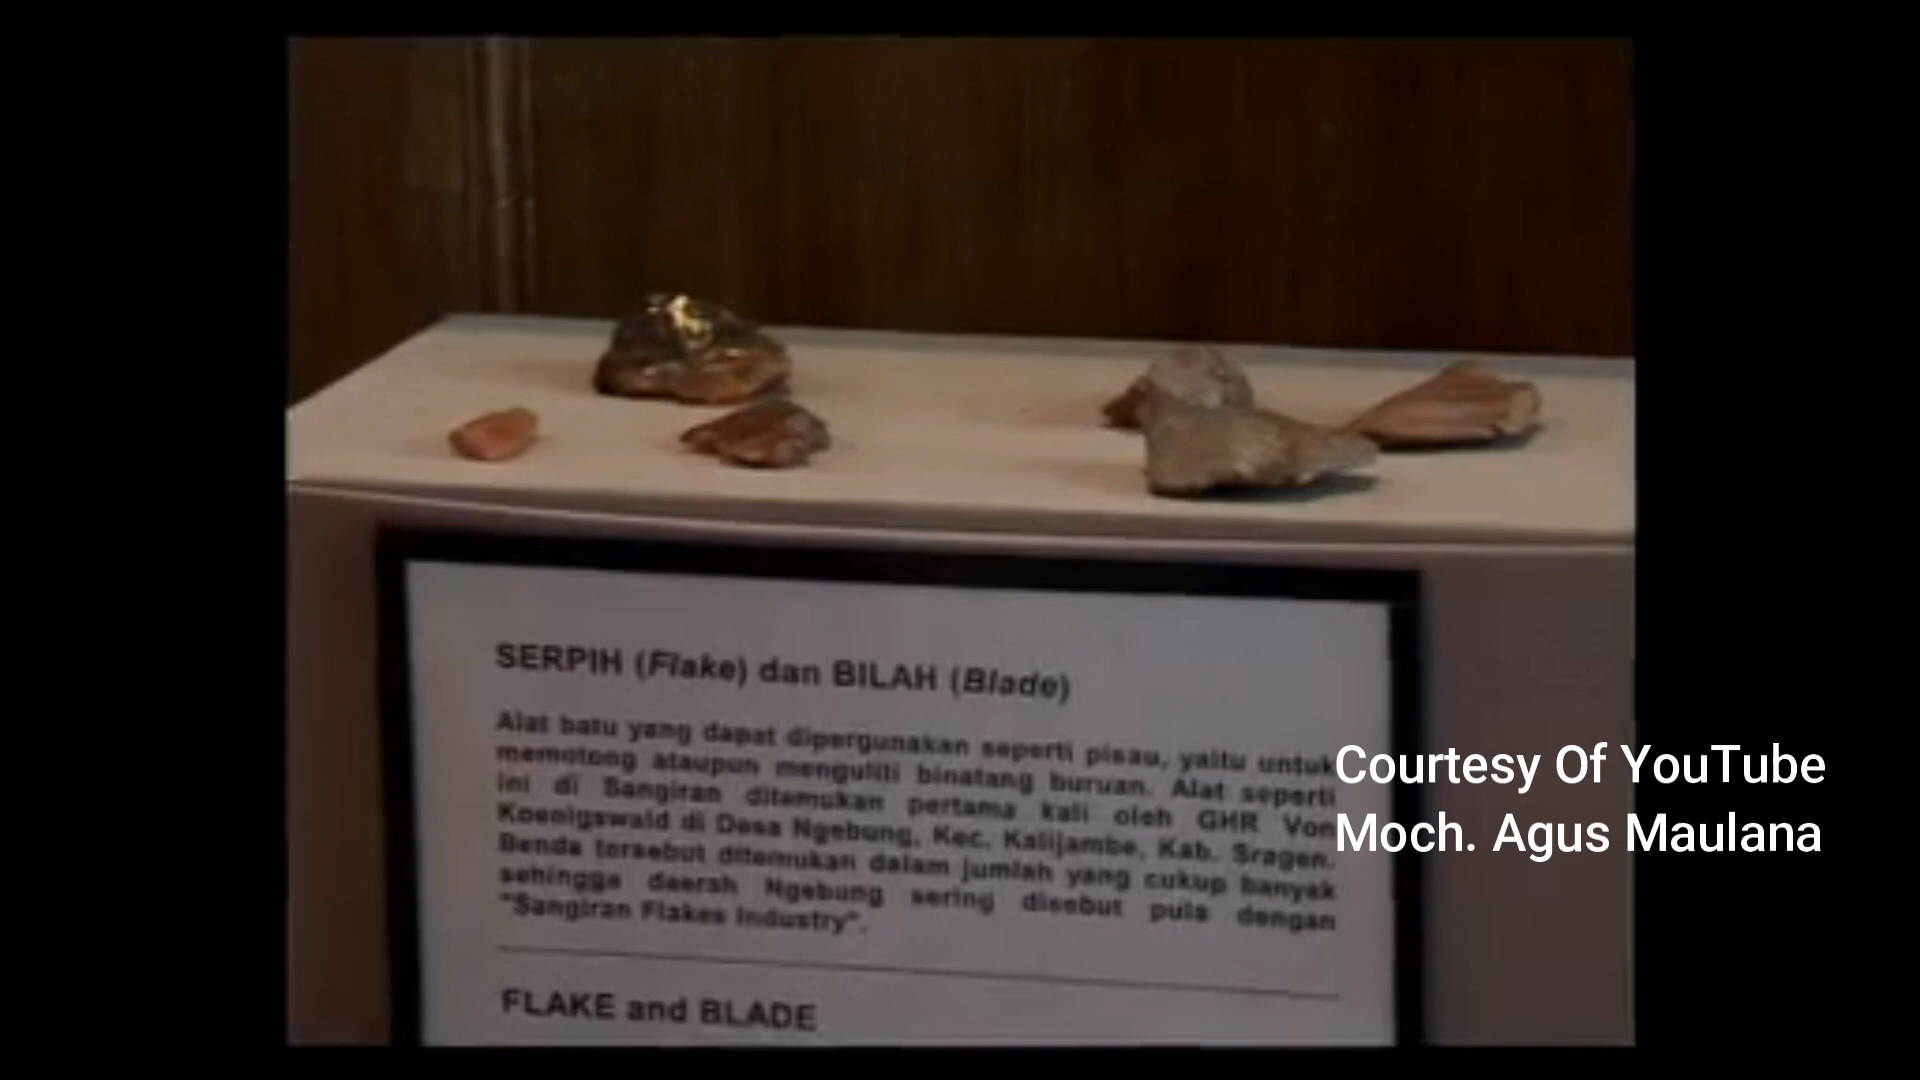 SERPIH (Flake) dan BILAH (Blade)
Alat batu yang dapat dipergunakan seperti pisau, yaitu untuk
memotong ataupun menguliti binatang buruan. Alat seperti
ini di Sangiran ditemukan pertama kali oleh GHR Von
Koenigswald di Desa Ngebung, Kec. Kalijambe, Kab. Sragen.
Benda tersebut ditemukan dalam jumlah yang cukup banyak
sehingga daerah Ngebung sering disebut pula dengan
"Sangiran Flakes Industry".
FLAKE and BLADE
Courtesy Of YouTube
Moch. Agus Maulana